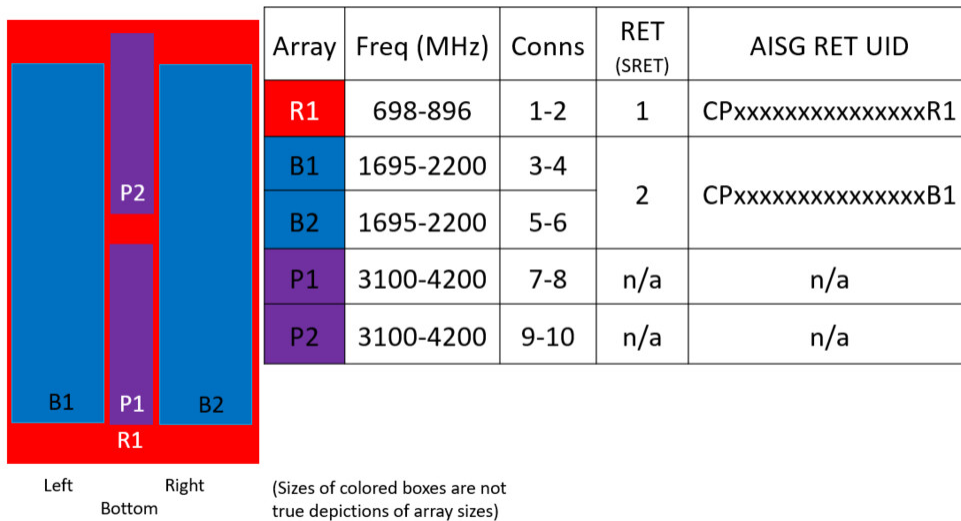 P2
B1
P1
B2
R1
Left
Right
Bottom
Array Freq (MHz) Conns RET (SRET) AISG RET UID
R1 698-896 1-2 1 CPxxxxxxxxxxxxxxxxR1
B1 1695-2200 3-4 2 CPxxxxxxxxxxxxxxxxB1
B2 1695-2200 5-6
P1 3100-4200 7-8 n/a n/a
P2 3100-4200 9-10 n/a n/a
(Sizes of colored boxes are not
true depictions of array sizes)